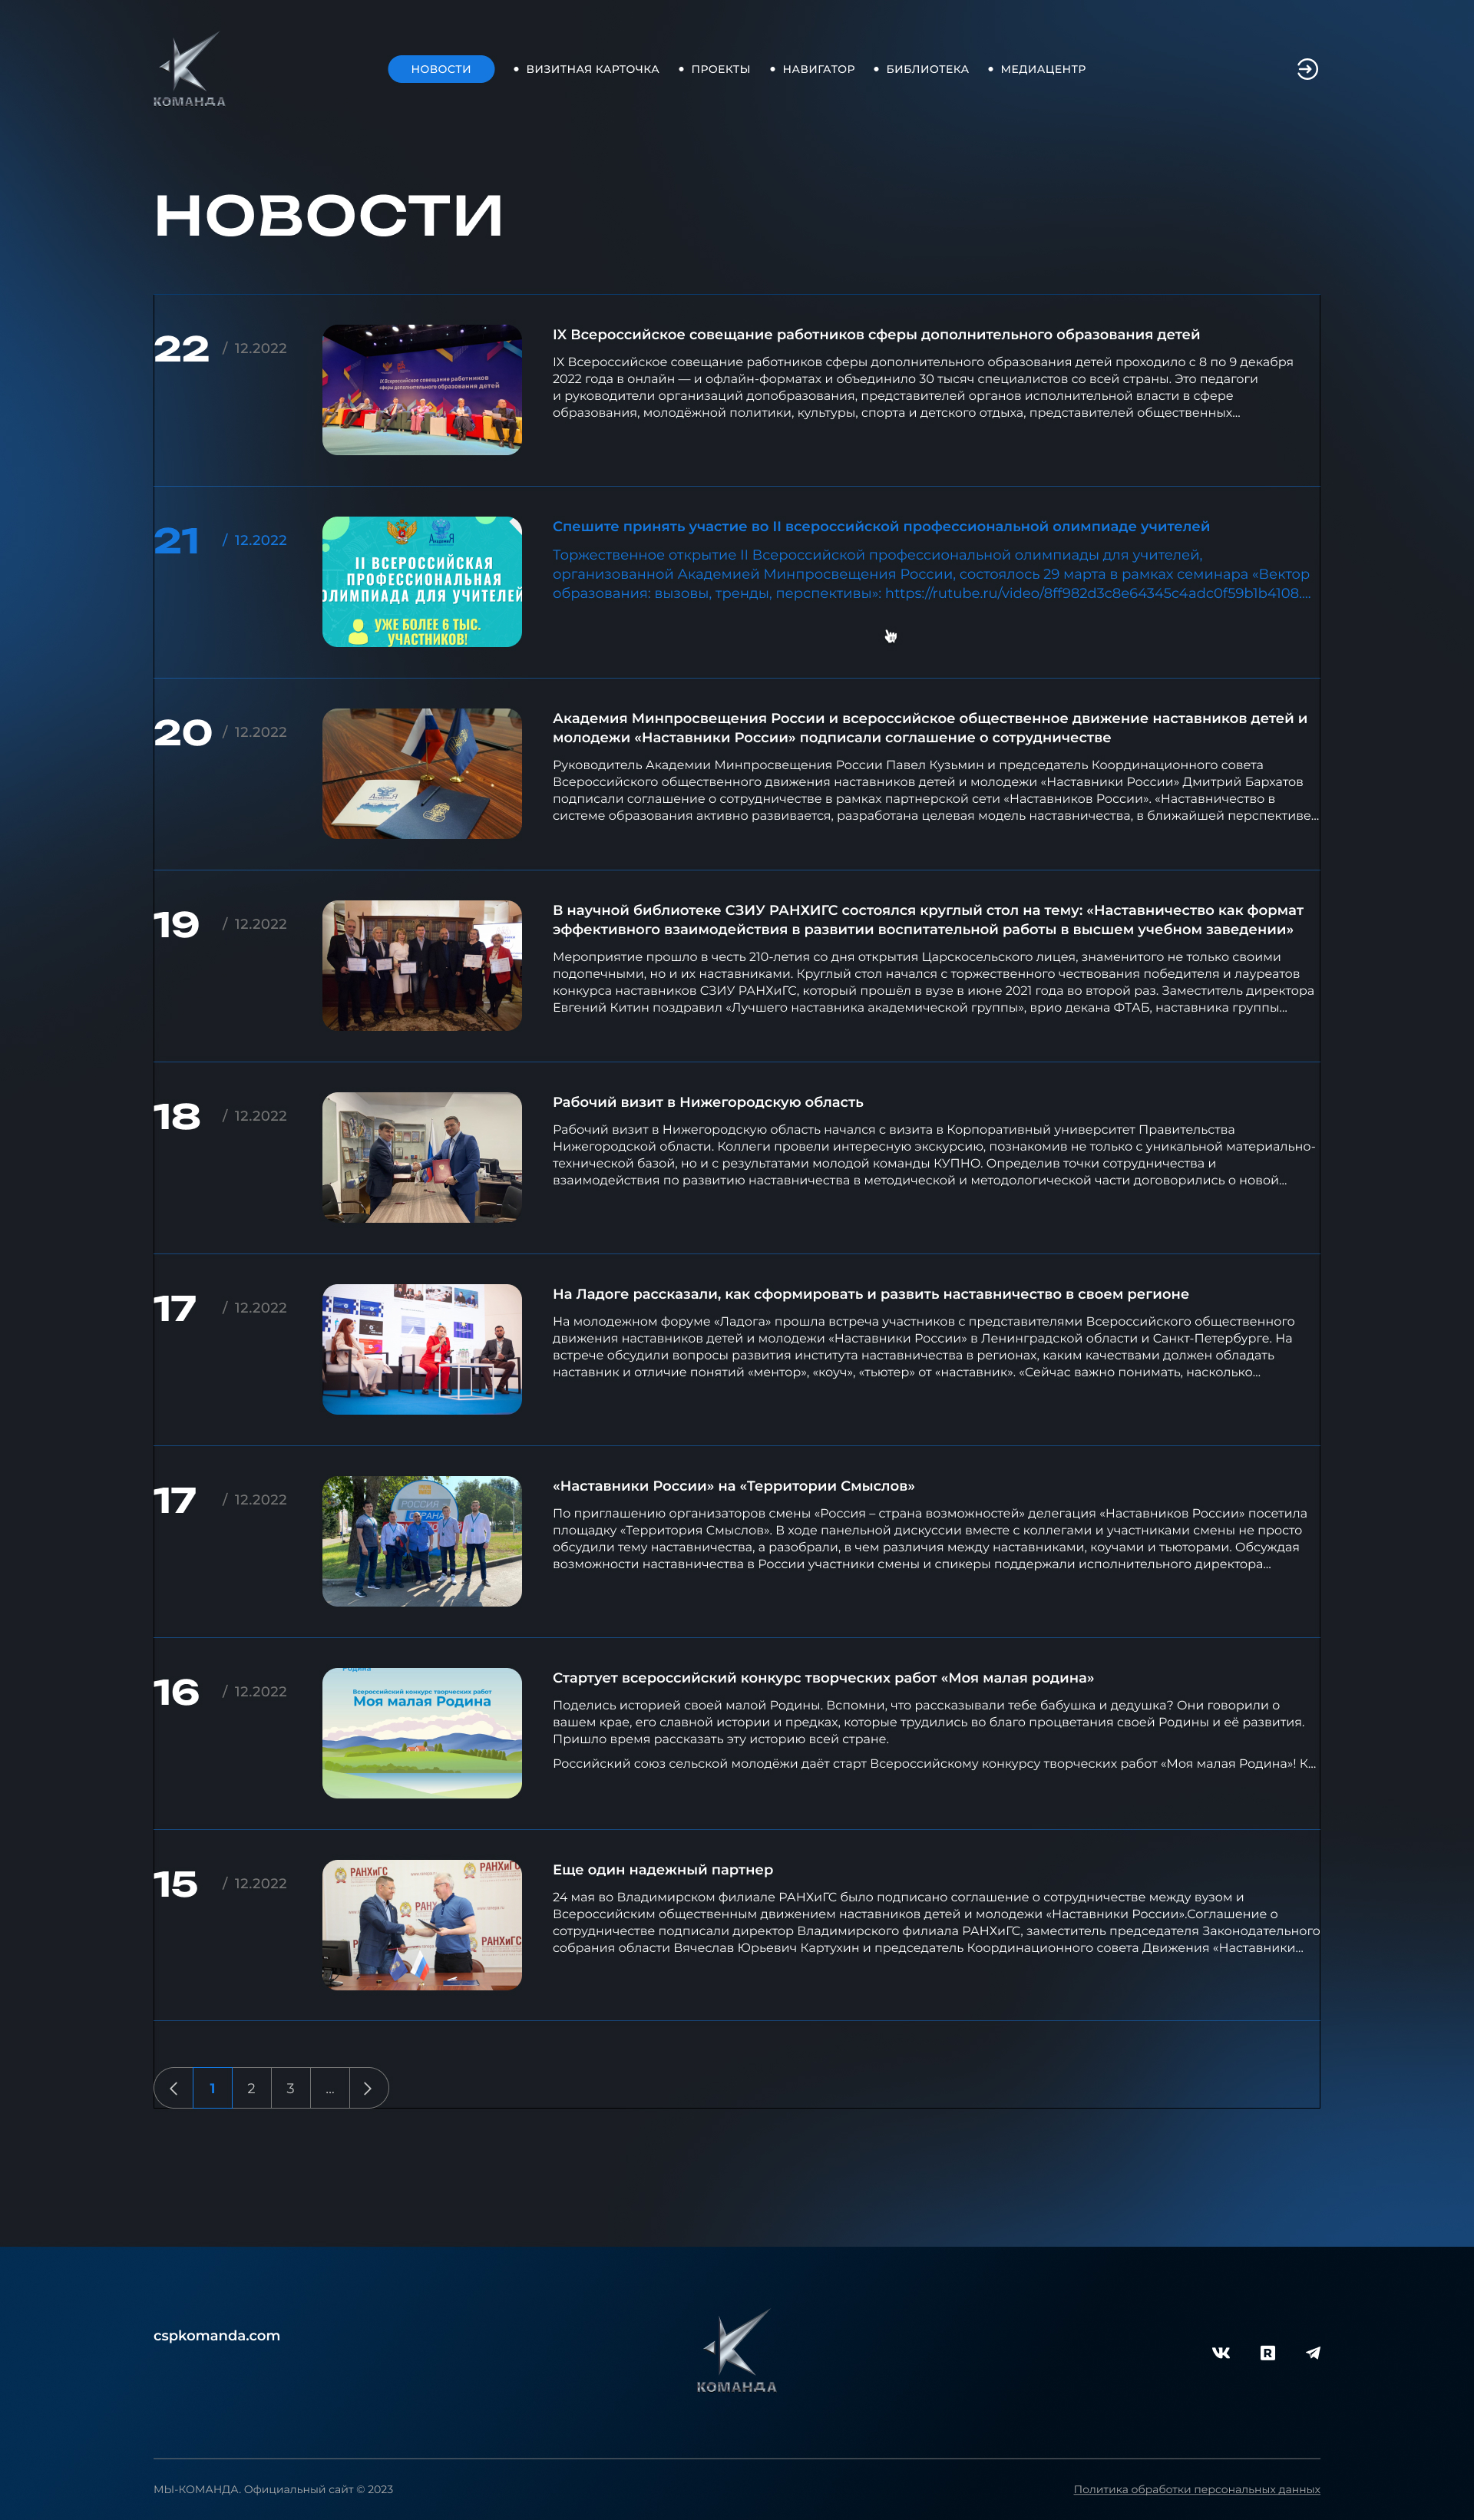 КОМАНДА
НОВОСТИ
• ВИЗИТНАЯ КАРТОЧКА
• ПРОЕКТЫ
• НАВИГАТОР
• БИБЛИОТЕКА
• МЕДИАЦЕНТР
НОВОСТИ
22 / 12.2022
IX Всероссийское совещание работников
сферы дополнительного образования детей
IX Всероссийское совещание работников сферы дополнительного образования детей
IX Всероссийское совещание работников сферы дополнительного образования детей проходило с 8 по 9 декабря
2022 года в онлайн — и офлайн-форматах и объединило 30 тысяч специалистов со всей страны. Это педагоги
и руководители организаций допобразования, представителей органов исполнительной власти в сфере
образования, молодёжной политики, культуры, спорта и детского отдыха, представителей общественных...
21 / 12.2022
АкадемиЯ
II ВСЕРОССИЙСКАЯ
ПРОФЕССИОНАЛЬНАЯ
ОЛИМПИАДА ДЛЯ УЧИТЕЛЕЙ
УЖЕ БОЛЕЕ 6 ТЫС.
УЧАСТНИКОВ!
Спешите принять участие во II всероссийской профессиональной олимпиаде учителей
Торжественное открытие II Всероссийской профессиональной олимпиады для учителей,
организованной Академией Минпросвещения России, состоялось 29 марта в рамках семинара «Вектор
образования: вызовы, тренды, перспективы»: https://rutube.ru/video/8ff982d3c8e64345c4adc0f59b1b4108....
20 / 12.2022
АкадемиЯ
Академия Минпросвещения России и всероссийское общественное движение наставников детей и
молодежи «Наставники России» подписали соглашение о сотрудничестве
Руководитель Академии Минпросвещения России Павел Кузьмин и председатель Координационного совета
Всероссийского общественного движения наставников детей и молодежи «Наставники России» Дмитрий Бархатов
подписали соглашение о сотрудничестве в рамках партнерской сети «Наставников России». «Наставничество в
системе образования активно развивается, разработана целевая модель наставничества, в ближайшей перспективе...
19 / 12.2022
В научной библиотеке СЗИУ РАНХИГС состоялся круглый стол на тему: «Наставничество как формат
эффективного взаимодействия в развитии воспитательной работы в высшем учебном заведении»
Мероприятие прошло в честь 210-летия со дня открытия Царскосельского лицея, знаменитого не только своими
подопечными, но и их наставниками. Круглый стол начался с торжественного чествования победителя и лауреатов
конкурса наставников СЗИУ РАНХиГС, который прошёл в вузе в июне 2021 года во второй раз. Заместитель директора
Евгений Китин поздравил «Лучшего наставника академической группы», врио декана ФТАБ, наставника группы...
18 / 12.2022
Рабочий визит в Нижегородскую область
Рабочий визит в Нижегородскую область начался с визита в Корпоративный университет Правительства
Нижегородской области. Коллеги провели интересную экскурсию, познакомив не только с уникальной материально-
технической базой, но и с результатами молодой команды КУПНО. Определив точки сотрудничества и
взаимодействия по развитию наставничества в методической и методологической части договорились о новой...
17 / 12.2022
На Ладоге рассказали, как сформировать и развить наставничество в своем регионе
На молодежном форуме «Ладога» прошла встреча участников с представителями Всероссийского общественного
движения наставников детей и молодежи «Наставники России» в Ленинградской области и Санкт-Петербурге. На
встрече обсудили вопросы развития института наставничества в регионах, каким качествами должен обладать
наставник и отличие понятий «ментор», «коуч», «тьютер» от «наставник». «Сейчас важно понимать, насколько...
17 / 12.2022
РОССИЯ
СТРАНА
«Наставники России» на «Территории Смыслов»
По приглашению организаторов смены «Россия – страна возможностей» делегация «Наставников России» посетила
площадку «Территория Смыслов». В ходе панельной дискуссии вместе с коллегами и участниками смены не просто
обсудили тему наставничества, а разобрали, в чем различия между наставниками, коучами и тьюторами. Обсуждая
возможности наставничества в России участники смены и спикеры поддержали исполнительного директора...
16 / 12.2022
Родина
Всероссийский конкурс творческих работ
Моя малая Родина
Стартует всероссийский конкурс творческих работ «Моя малая родина»
Поделись историей своей малой Родины. Вспомни, что рассказывали тебе бабушка и дедушка? Они говорили о
вашем крае, его славной истории и предках, которые трудились во благо процветания своей Родины и её развития.
Пришло время рассказать эту историю всей стране.
Российский союз сельской молодёжи даёт старт Всероссийскому конкурсу творческих работ «Моя малая Родина»! К...
15 / 12.2022
РАНХиГС
РАНХиГС
РАНХ
РАНХиГС
Еще один надежный партнер
24 мая во Владимирском филиале РАНХиГС было подписано соглашение о сотрудничестве между вузом и
Всероссийским общественным движением наставников детей и молодежи «Наставники России».Соглашение о
сотрудничестве подписали директор Владимирского филиала РАНХиГС, заместитель председателя Законодательного
собрания области Вячеслав Юрьевич Картухин и председатель Координационного совета Движения «Наставники...
1 2 3 ...
cspkomanda.com
КОМАНДА
МЫ-КОМАНДА. Официальный сайт © 2023
Политика обработки персональных данных